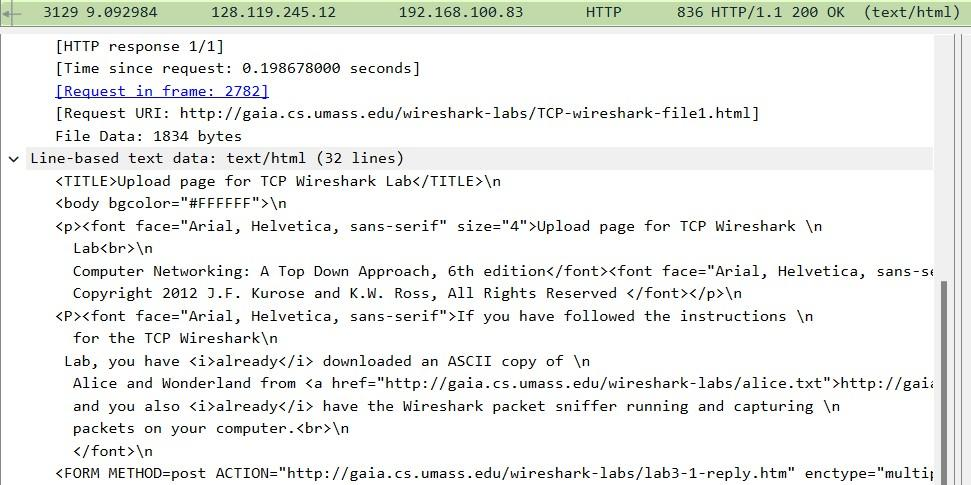 3129 9.092984 128.119.245.12 192.168.100.83 HTTP 836 HTTP/1.1 200 OK (text/html)
[HTTP response 1/1]
[Time since request: 0.198678000 seconds]
[Request in frame: 2782]
[Request URI: http://gaia.cs.umass.edu/wireshark-labs/TCP-wireshark-file1.html]
File Data: 1834 bytes
Line-based text data: text/html (32 lines)
<TITLE>Upload page for TCP Wireshark Lab</TITLE>\n
<body bgcolor="#FFFFFF">\n
<p><font face="Arial, Helvetica, sans-serif" size="4">Upload page for TCP Wireshark \n
Lab<br>\n
Computer Networking: A Top Down Approach, 6th edition</font><font face="Arial, Helvetica, sans-se
Copyright 2012 J.F. Kurose and K.W. Ross, All Rights Reserved </font></p>\n
<P><font face="Arial, Helvetica, sans-serif">If you have followed the instructions \n
for the TCP Wireshark\n
Lab, you have <i>already</i> downloaded an ASCII copy of \n
Alice and Wonderland from <a href="http://gaia.cs.umass.edu/wireshark-labs/alice.txt">http://gaia
and you also <i>already</i> have the Wireshark packet sniffer running and capturing \n
packets on your computer.<br>\n
</font>\n
<FORM METHOD=post ACTION="http://gaia.cs.umass.edu/wireshark-labs/lab3-1-reply.htm" enctype="multip